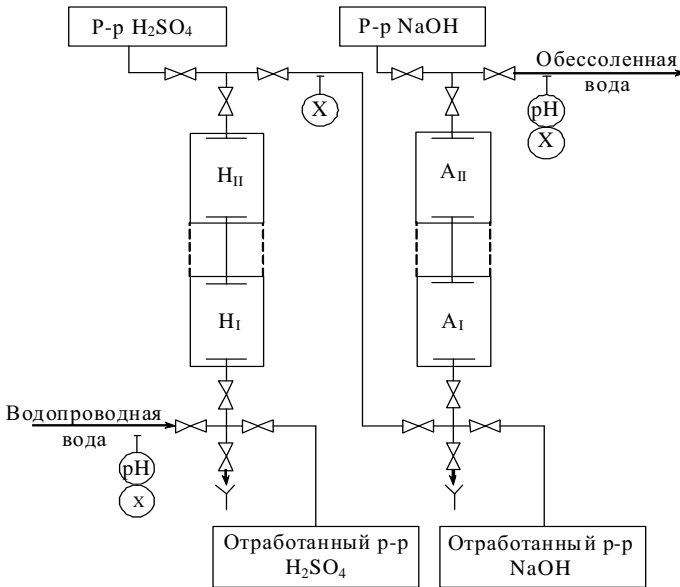 Р-р H₂SO₄
Р-р NaOH
Обессоленная
вода
X
pH
X
H_II
A_II
H_I
A_I
Водопроводная
вода
pH
X
Отработанный р-р
H₂SO₄
Отработанный р-р
NaOH